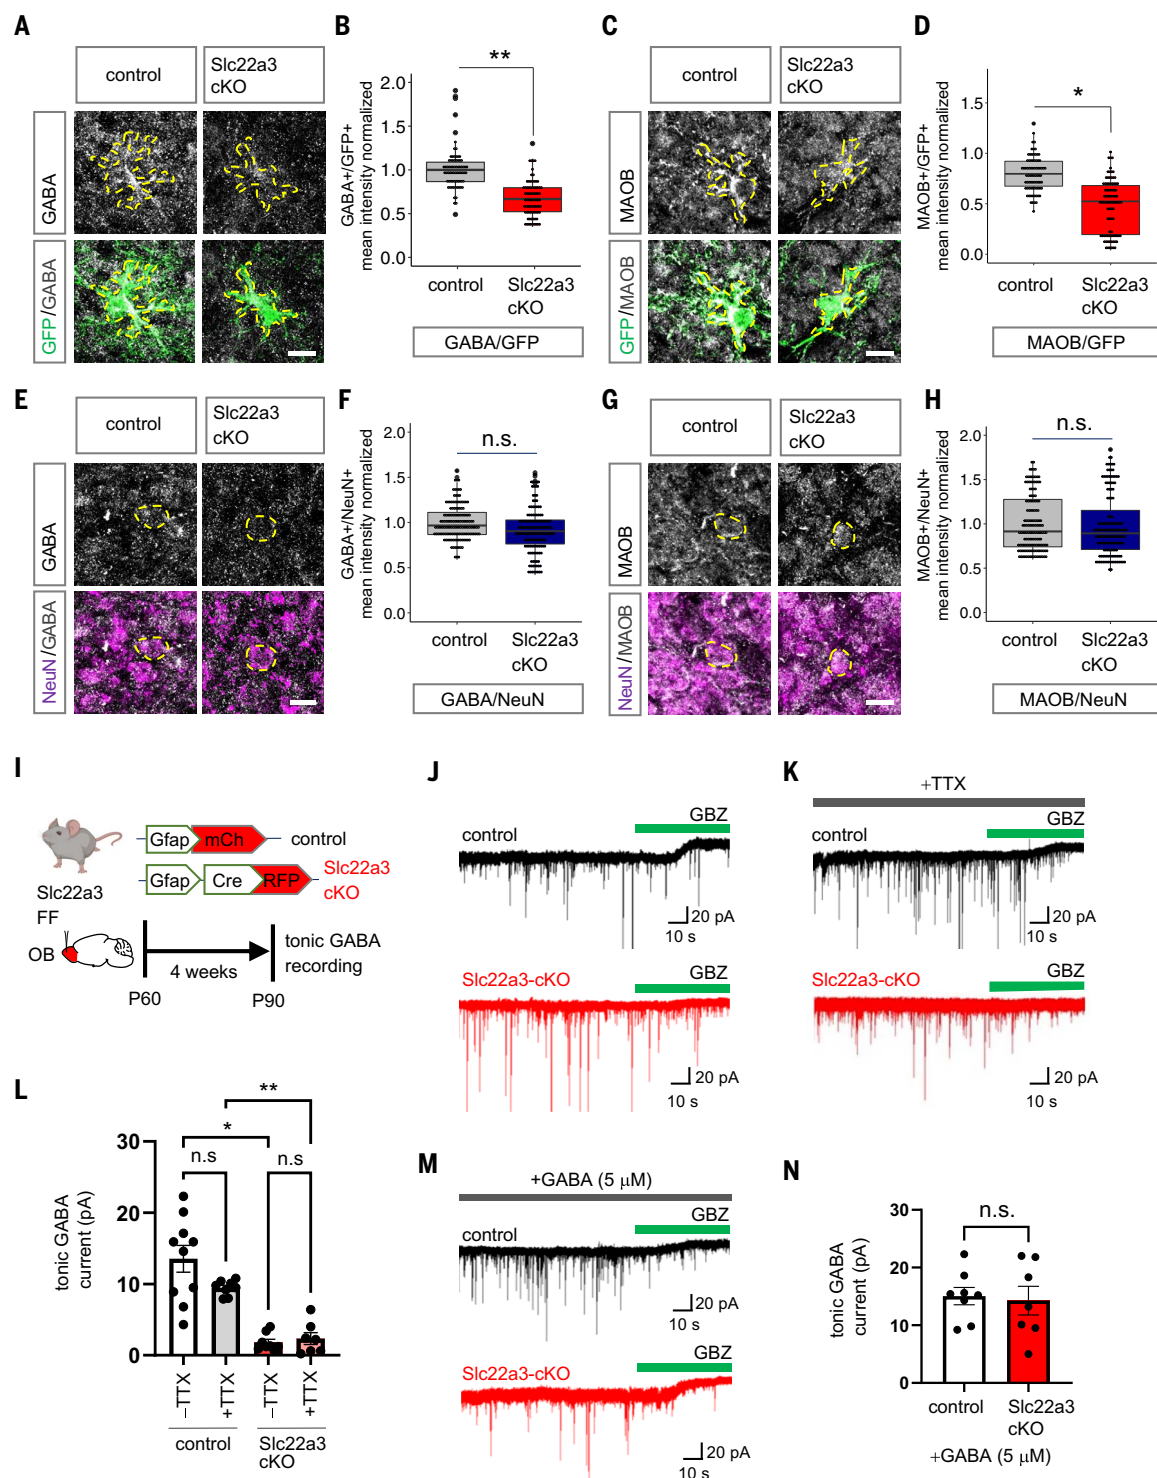 A
control
Slc22a3
cKO
GABA
GFP/GABA
B
**
GABA+/GFP+
mean intensity normalized
2.0
1.5
1.0
0.5
0.0
control
Slc22a3
cKO
GABA/GFP
C
control
Slc22a3
cKO
MAOB
GFP/MAOB
D
*
MAOB+/GFP+
mean intensity normalized
1.5
1.0
0.5
0.0
control
Slc22a3
cKO
MAOB/GFP
E
control
Slc22a3
cKO
GABA
NeuN/GABA
F
n.s.
GABA+/NeuN+
mean intensity normalized
2.0
1.5
1.0
0.5
0.0
control
Slc22a3
cKO
GABA/NeuN
G
control
Slc22a3
cKO
MAOB
NeuN/MAOB
H
n.s.
MAOB+/NeuN+
mean intensity normalized
2.0
1.5
1.0
0.5
0.0
control
Slc22a3
cKO
MAOB/NeuN
I
Gfap
mCh
control
Gfap
Cre
RFP
Slc22a3
cKO
Slc22a3
FF
OB
4 weeks
tonic GABA
recording
P60
P90
J
GBZ
control
20 pA
10 s
Slc22a3-cKO
GBZ
20 pA
10 s
K
+TTX
GBZ
control
20 pA
10 s
Slc22a3-cKO
GBZ
20 pA
10 s
L
**
*
n.s
n.s
tonic GABA
current (pA)
30
20
10
0
–TTX
+TTX
–TTX
+TTX
control
Slc22a3
cKO
M
+GABA (5 μM)
GBZ
control
20 pA
10 s
Slc22a3-cKO
GBZ
20 pA
10 s
N
n.s.
tonic GABA
current (pA)
30
20
10
0
control
Slc22a3
cKO
+GABA (5 μM)